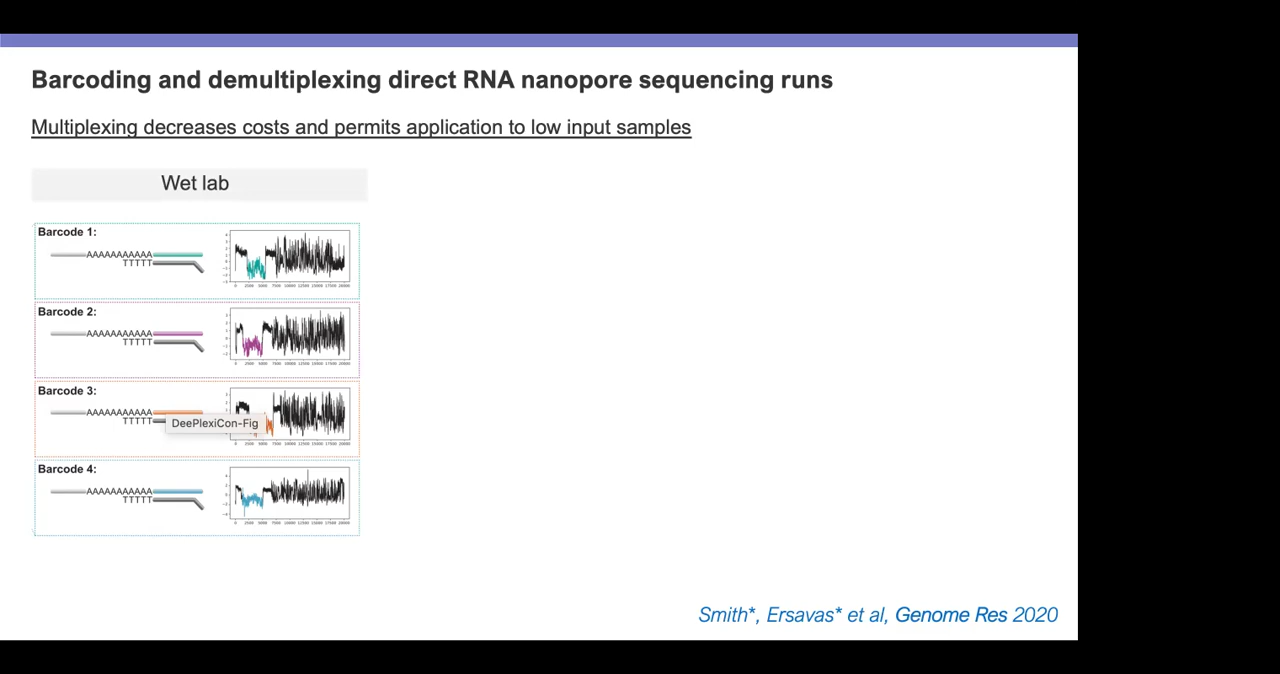 Barcoding and demultiplexing direct RNA nanopore sequencing runs
Multiplexing decreases costs and permits application to low input samples
Wet lab
Barcode 1:
AAAAAAAAAAA
TTTTT
Barcode 2:
AAAAAAAAAAA
TTTTT
Barcode 3:
AAAAAAAAAAA
TTTTT
DeePlexiCon-Fig
Barcode 4:
AAAAAAAAAAA
TTTTT
Smith*, Ersavas* et al, Genome Res 2020